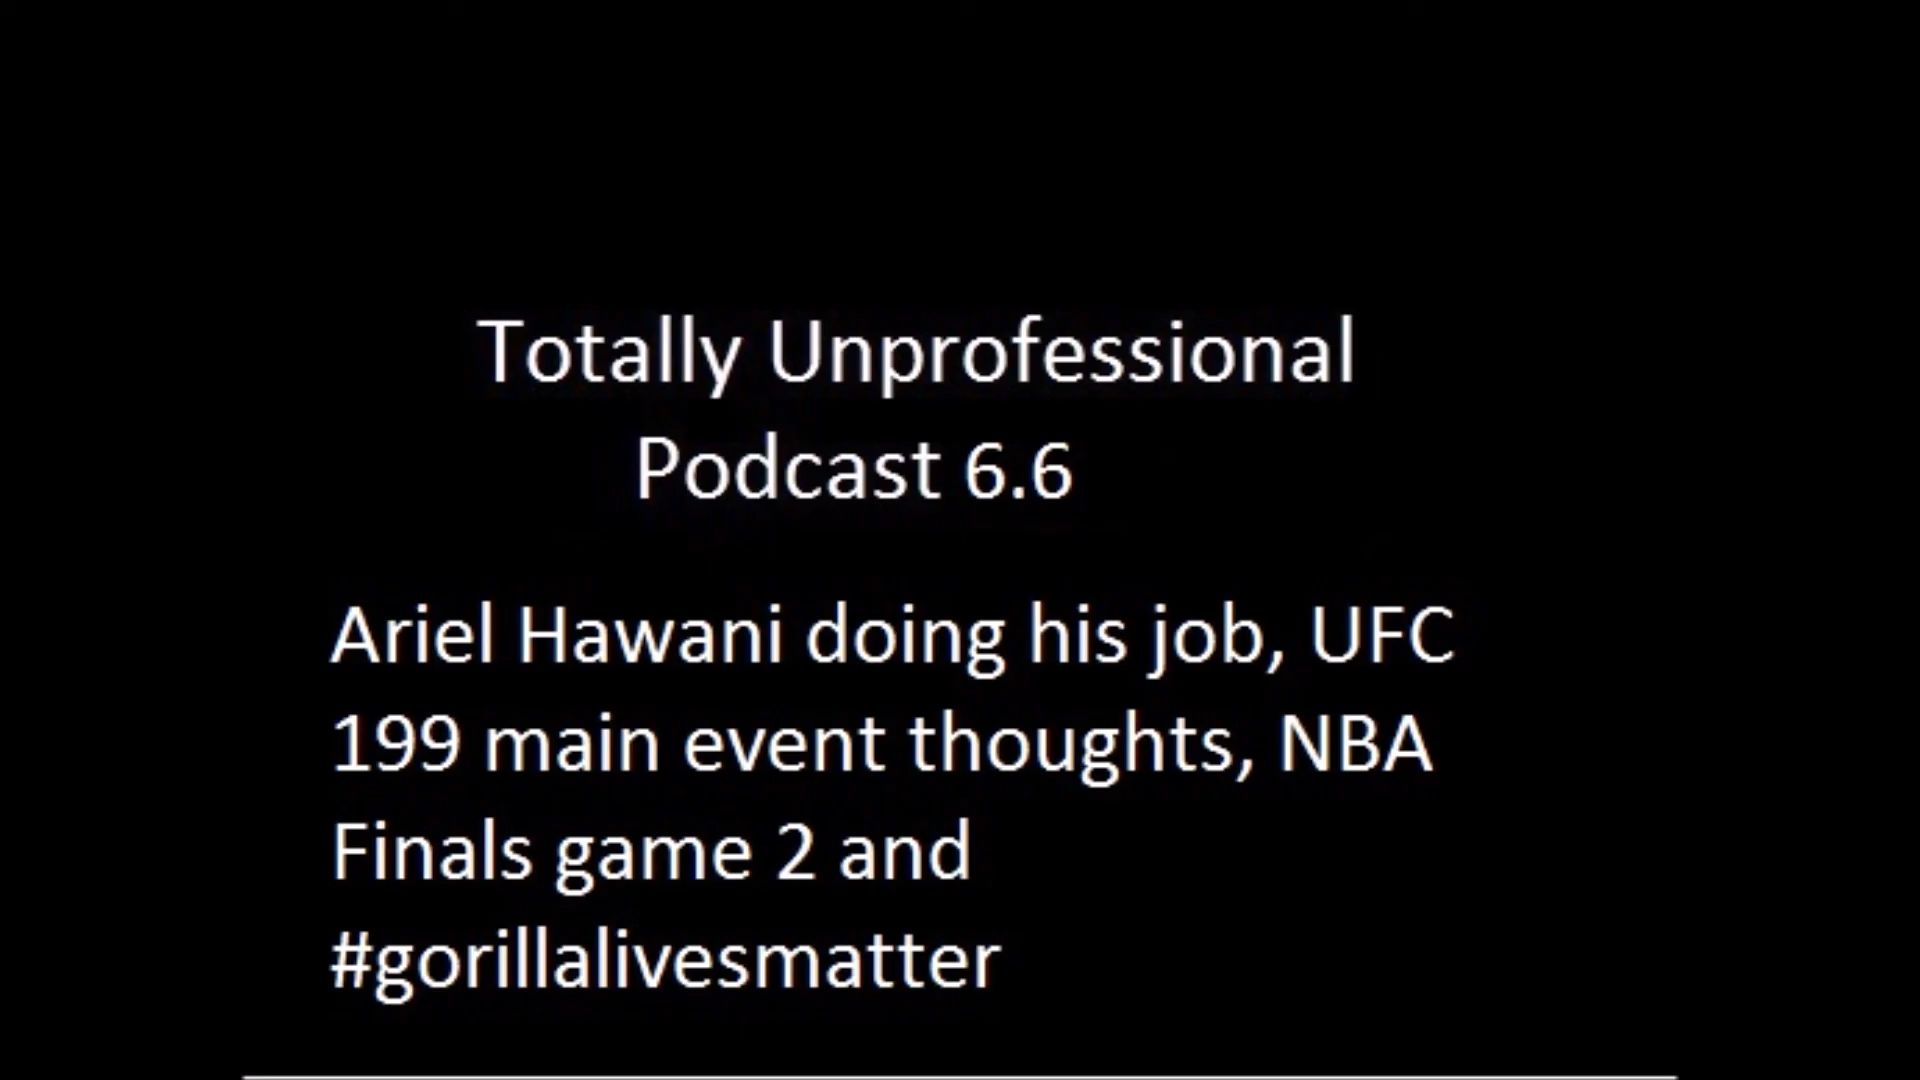 Totally Unprofessional
Podcast 6.6
Ariel Hawani doing his job, UFC
199 main event thoughts, NBA
Finals game 2 and
#gorillalivesmatter